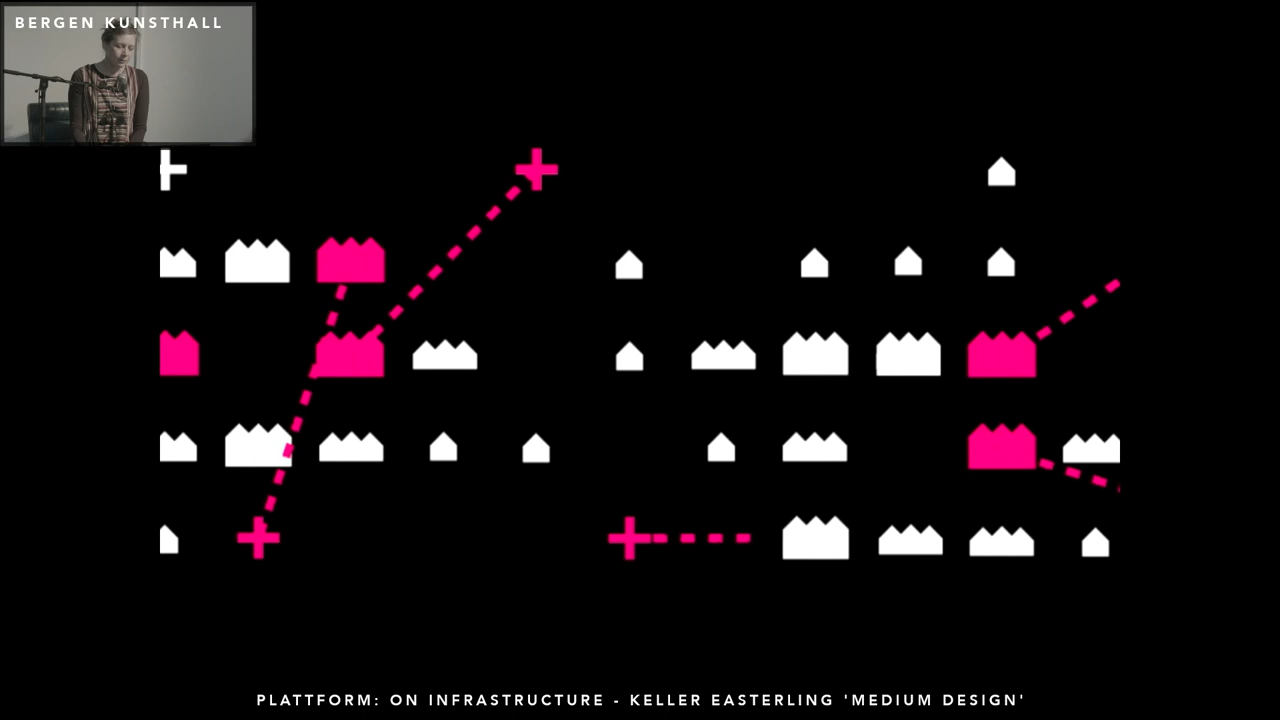 BERGEN KUNSTHALL
PLATTFORM: ON INFRASTRUCTURE - KELLER EASTERLING 'MEDIUM DESIGN'